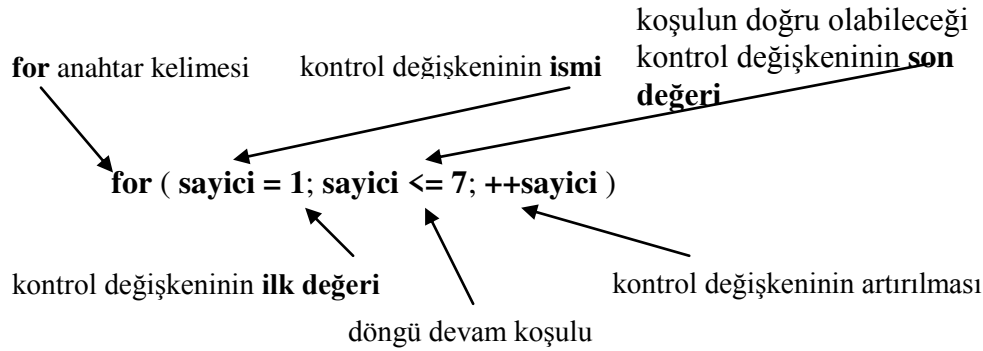 koşulun doğru olabileceği
kontrol değişkeninin son
değeri
for anahtar kelimesi
kontrol değişkeninin ismi
for ( sayici = 1; sayici <= 7; ++sayici )
kontrol değişkeninin ilk değeri
kontrol değişkeninin artırılması
döngü devam koşulu